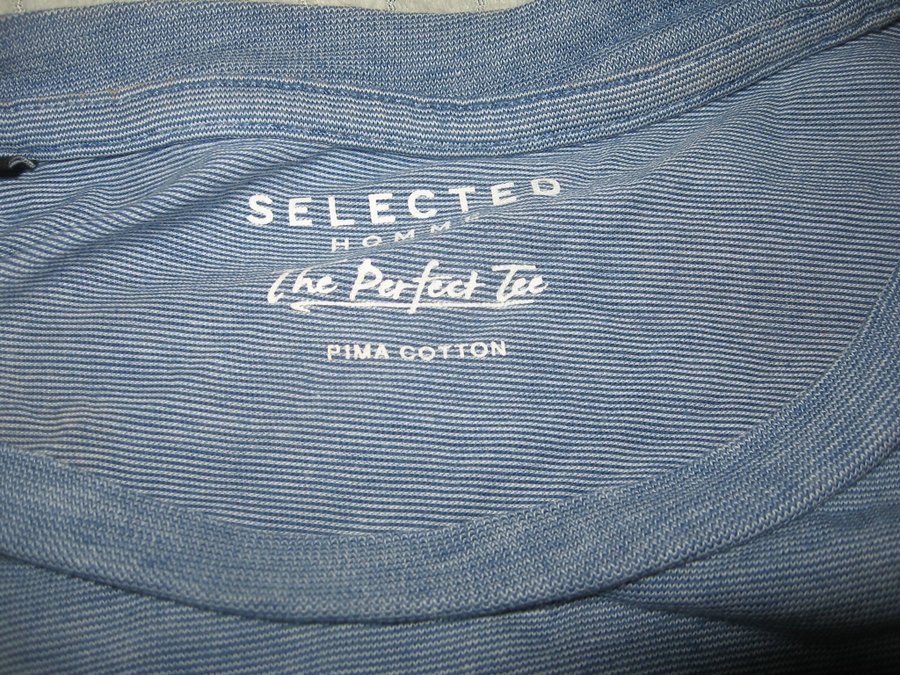 SELECTED
HOMME
The Perfect Tee
PIMA COTTON